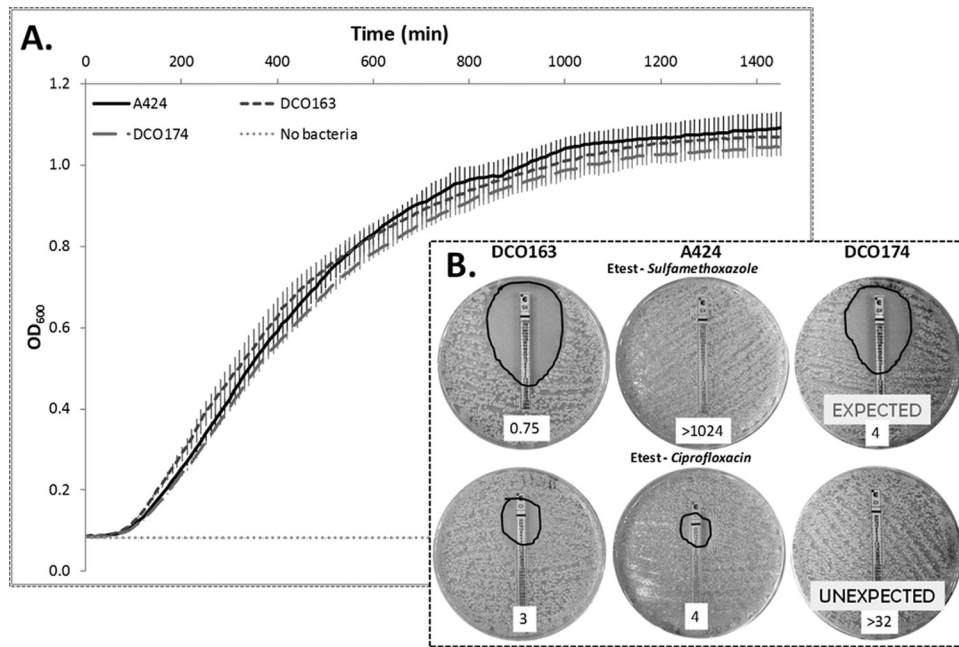 A.
Time (min)
0 200 400 600 800 1000 1200 1400
1.2
1.0
0.8
0.6
0.4
0.2
0.0
OD600
A424
DCO163
DCO174
No bacteria
B.
DCO163 A424 DCO174
Etest - Sulfamethoxazole
EXPECTED
0.75 >1024 4
Etest - Ciprofloxacin
UNEXPECTED
3 4 >32